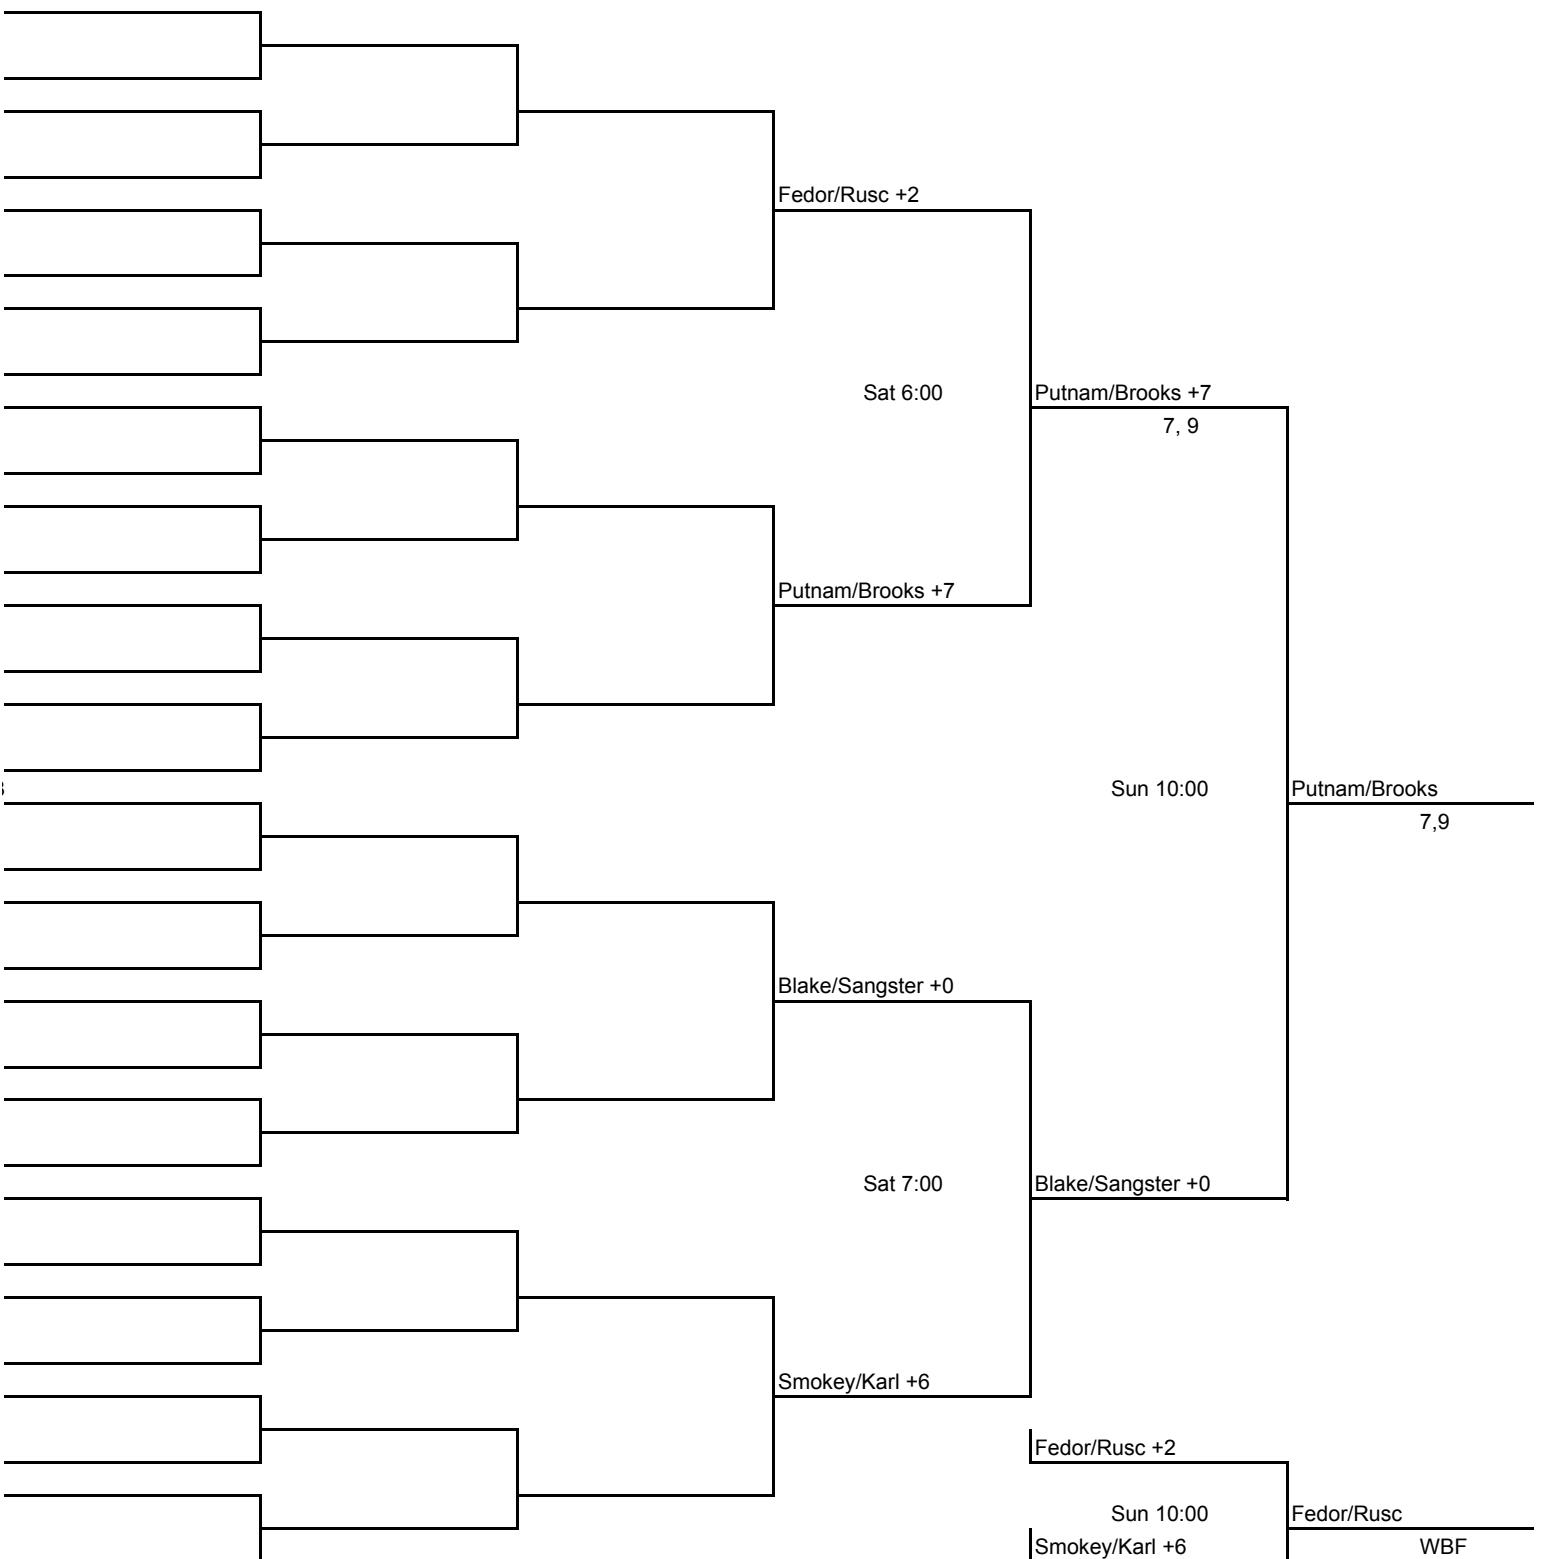 Fedor/Rusc +2
Sat 6:00
Putnam/Brooks +7
7, 9
Putnam/Brooks +7
Sun 10:00
Putnam/Brooks
7,9
Blake/Sangster +0
Sat 7:00
Blake/Sangster +0
Smokey/Karl +6
Fedor/Rusc +2
Sun 10:00
Fedor/Rusc
Smokey/Karl +6
WBF